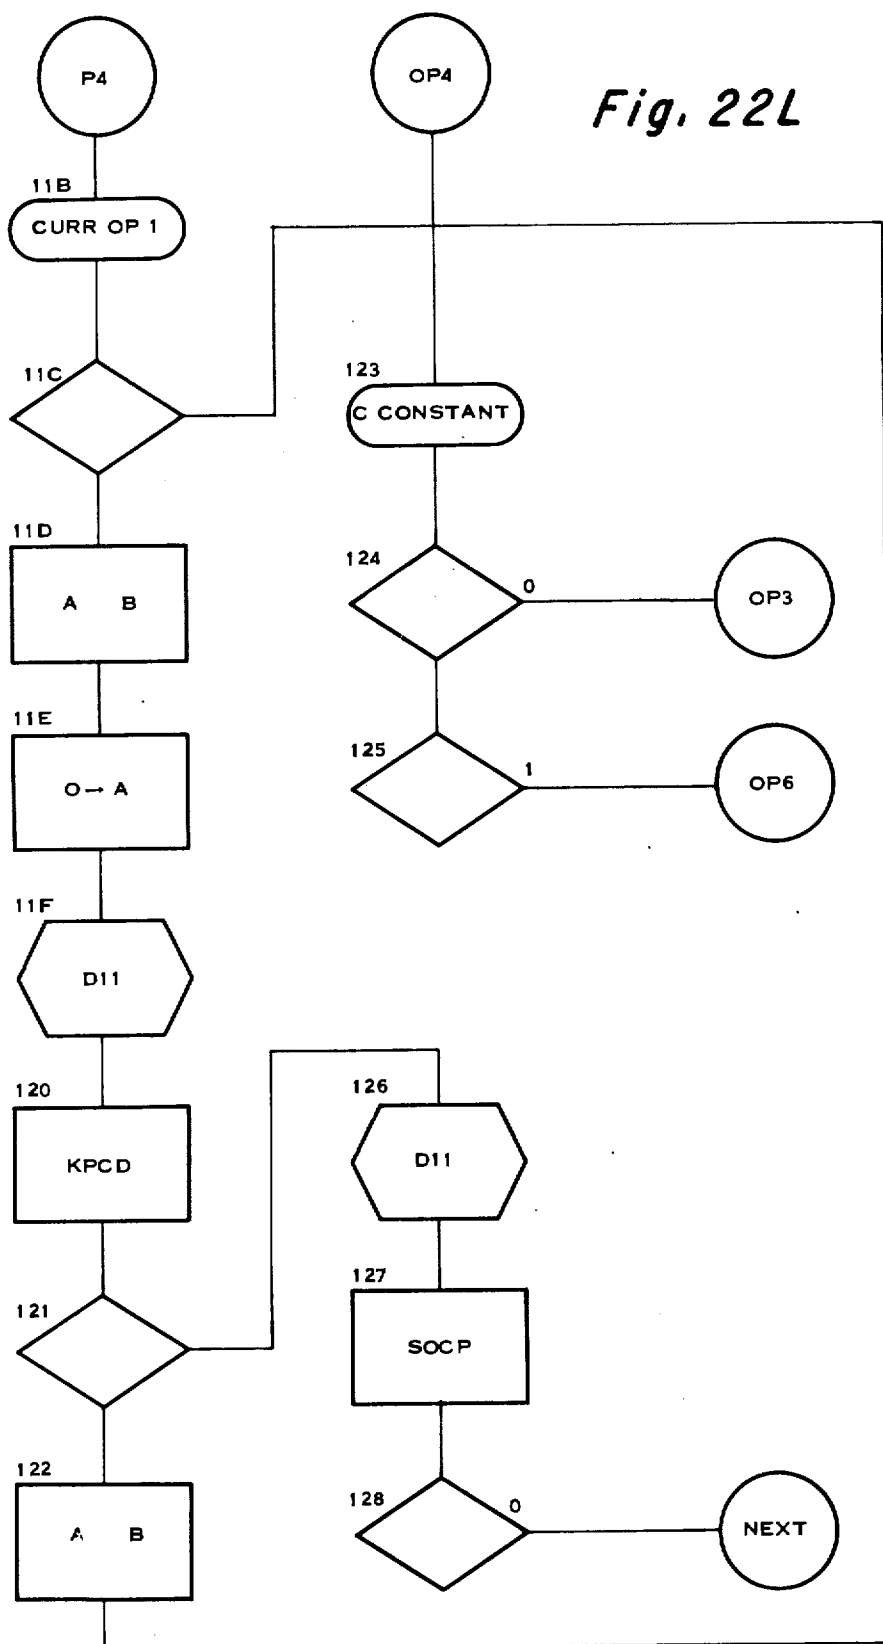 P4
OP4
Fig. 22L
11B
CURR OP 1
11C
123
C CONSTANT
11D
A B
124
0
OP3
11E
O→ A
125
1
OP6
11F
D11
120
KPCD
126
D11
121
127
SOCP
122
A B
128
0
NEXT